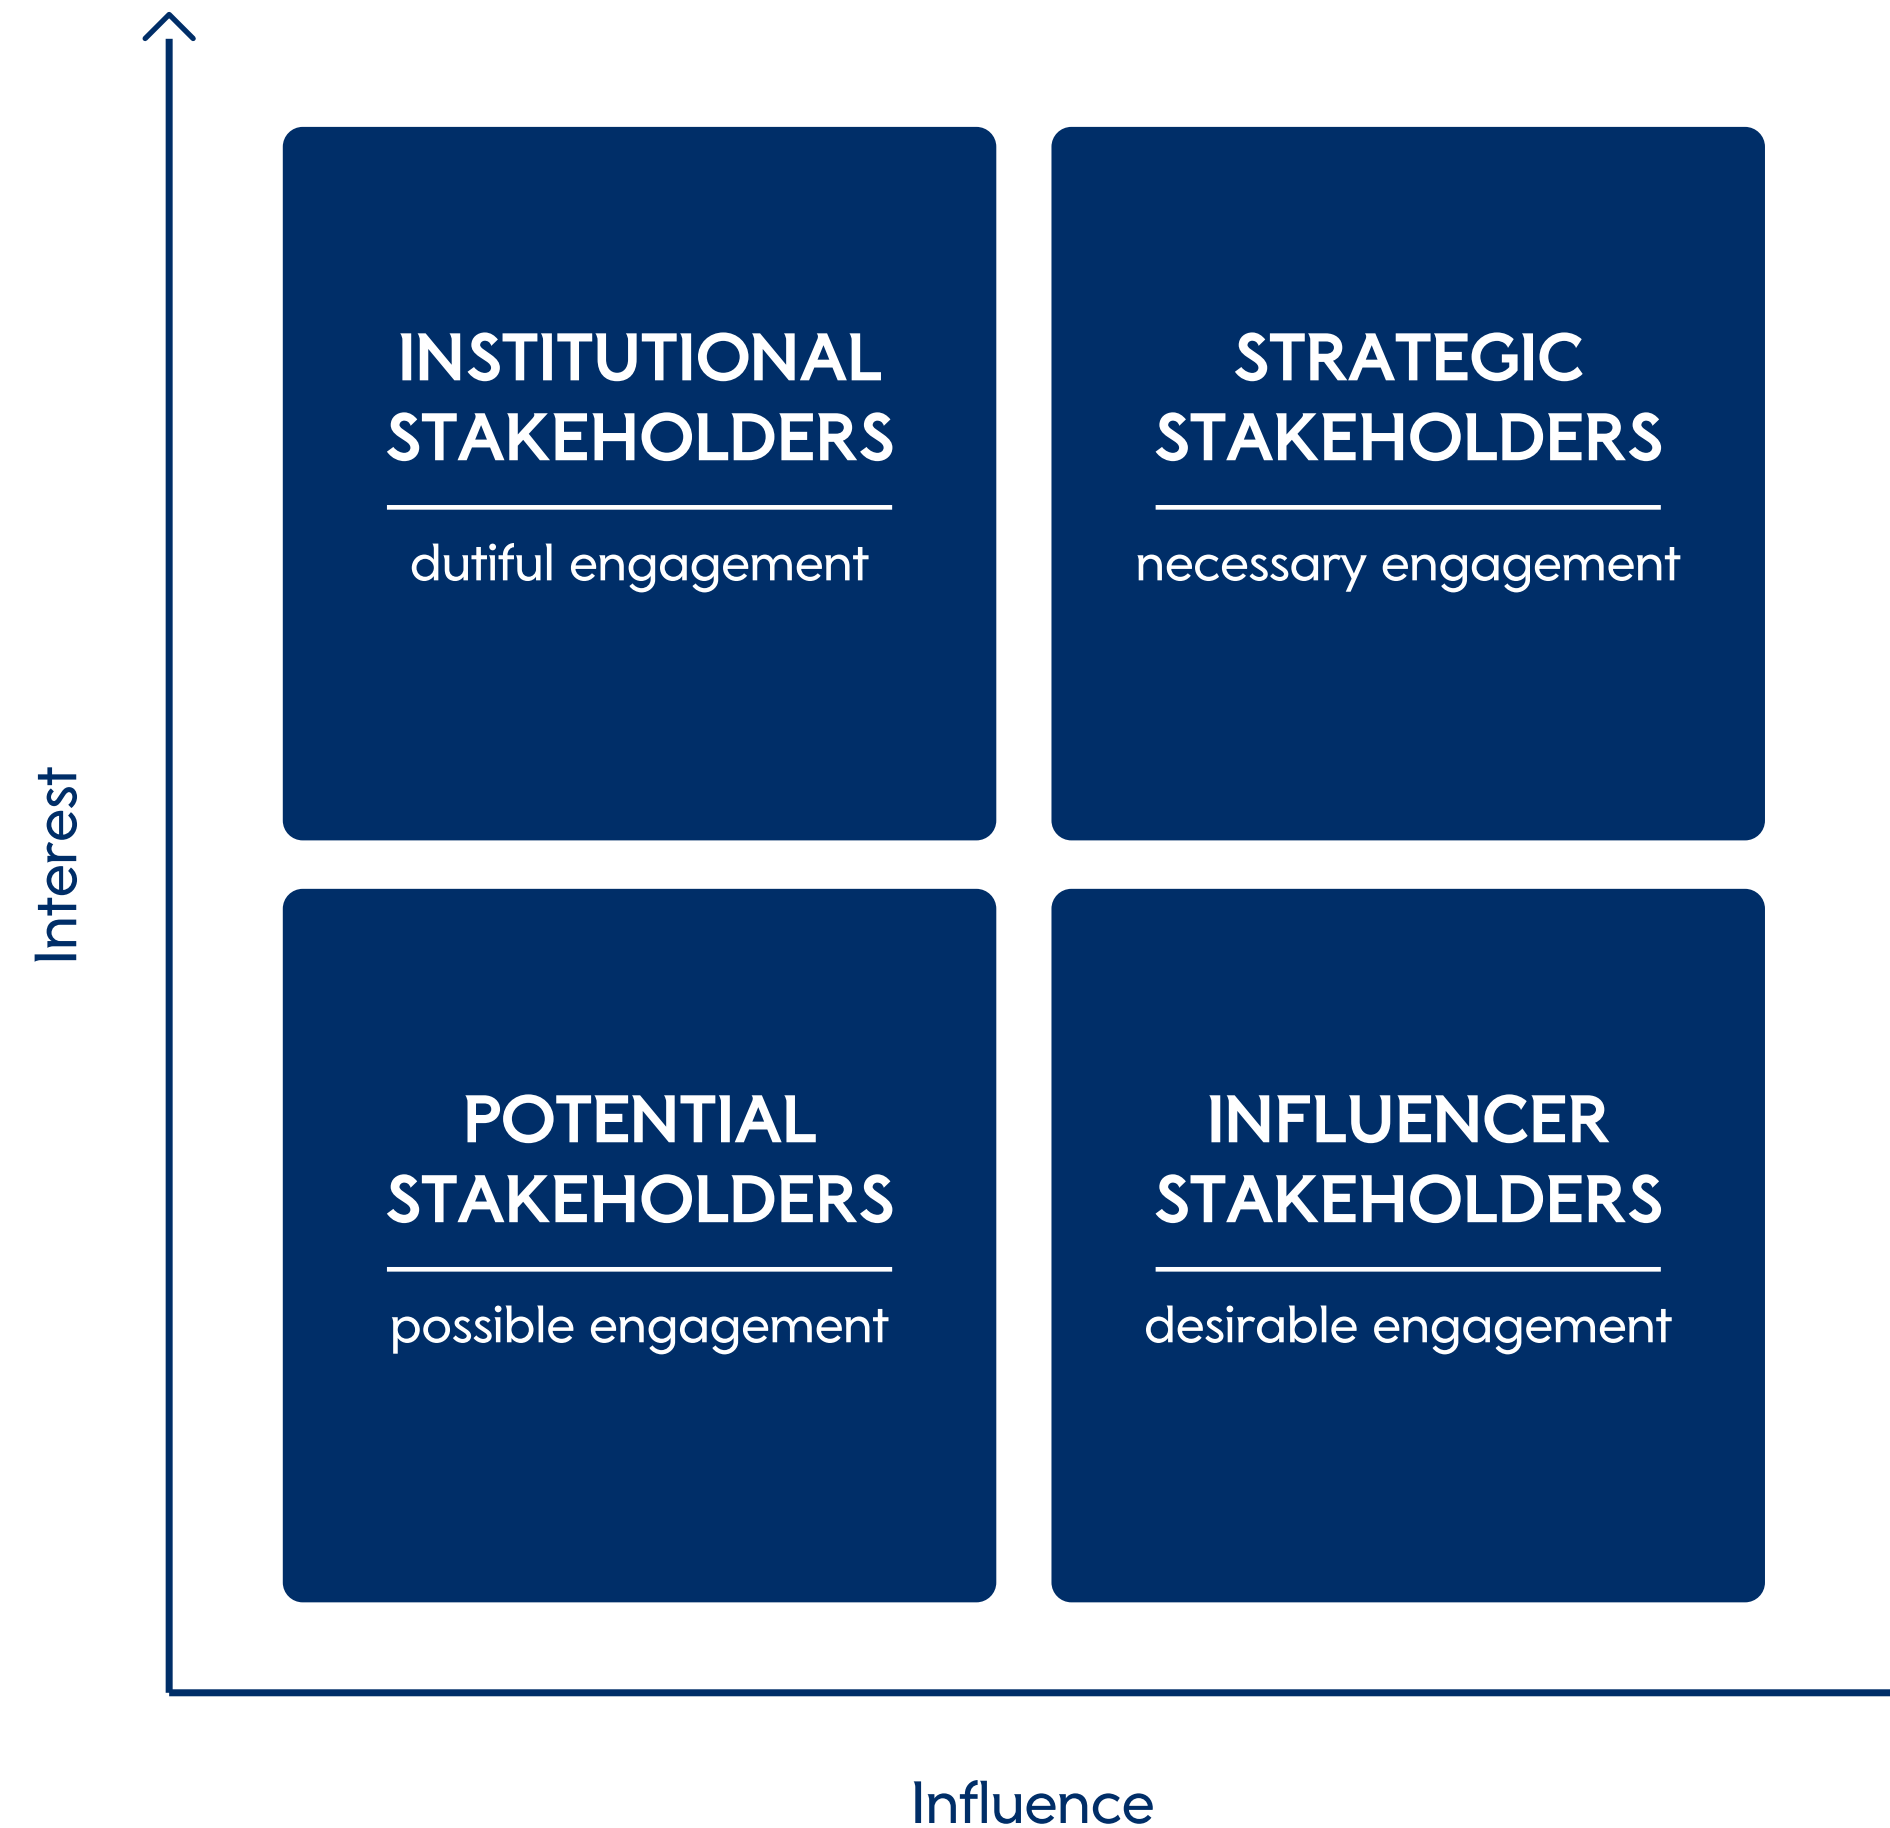 INSTITUTIONAL
STAKEHOLDERS
dutiful engagement
STRATEGIC
STAKEHOLDERS
necessary engagement
Interest
POTENTIAL
STAKEHOLDERS
possible engagement
INFLUENCER
STAKEHOLDERS
desirable engagement
Influence